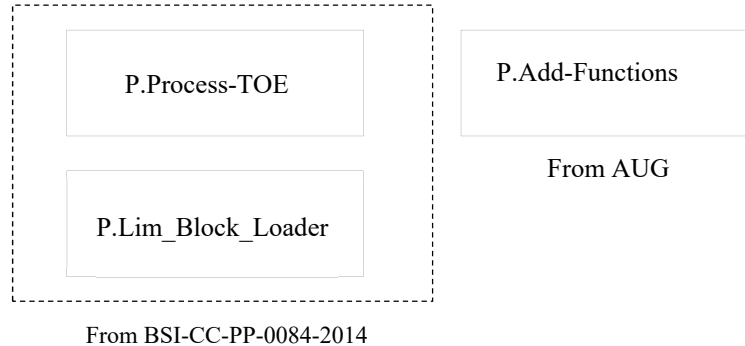 P.Process-TOE
P.Add-Functions
From AUG
P.Lim_Block_Loader
From BSI-CC-PP-0084-2014